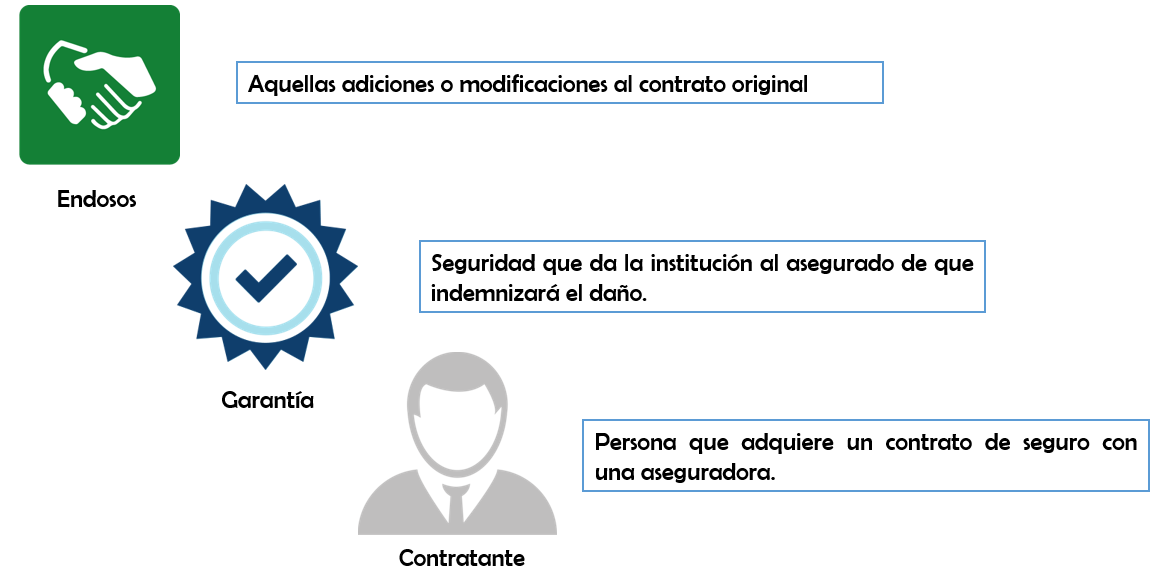 Aquellas adiciones o modificaciones al contrato original
Endosos
Seguridad que da la institución al asegurado de que
indemnizará el daño.
Garantía
Persona que adquiere un contrato de seguro con
una aseguradora.
Contratante